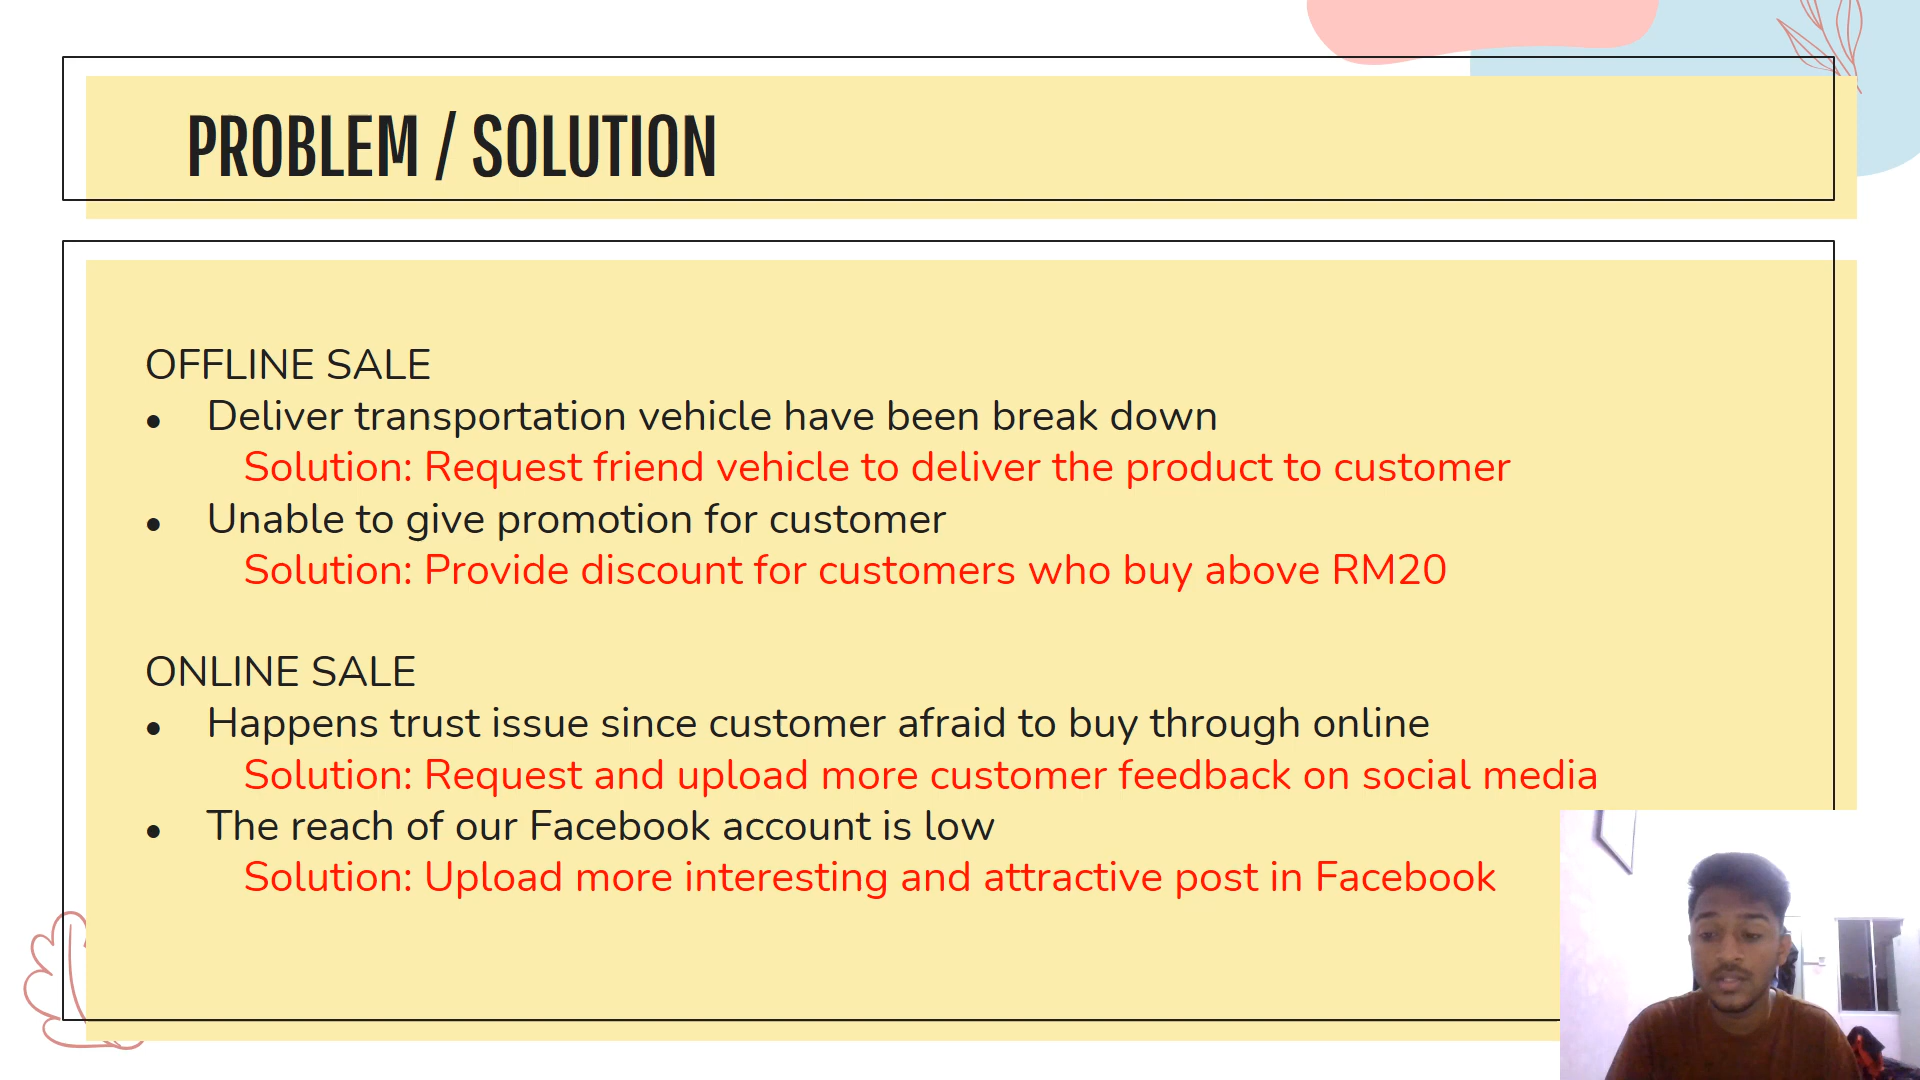 PROBLEM / SOLUTION
OFFLINE SALE
● Deliver transportation vehicle have been break down
Solution: Request friend vehicle to deliver the product to customer
● Unable to give promotion for customer
Solution: Provide discount for customers who buy above RM20
ONLINE SALE
● Happens trust issue since customer afraid to buy through online
Solution: Request and upload more customer feedback on social media
● The reach of our Facebook account is low
Solution: Upload more interesting and attractive post in Facebook